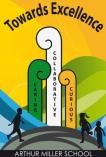 Towards Excellence
CARING
COLLABORATIVE
CURIOUS
ARTHUR MILLER SCHOOL